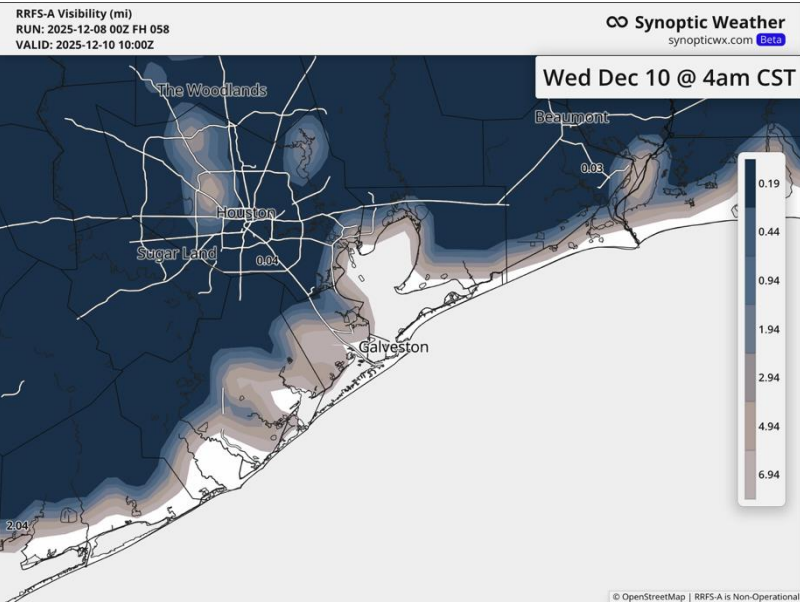 RRFS-A Visibility (mi)
RUN: 2025-12-08 00Z FH 058
VALID: 2025-12-10 10:00Z
Synoptic Weather
synopticwx.com Beta
Wed Dec 10 @ 4am CST
The Woodlands
Beaumont
0.03
Houston
Sugar Land
0.04
Galveston
2.04
0.19
0.44
0.94
1.94
2.94
4.94
6.94
© OpenStreetMap | RRFS-A is Non-Operational